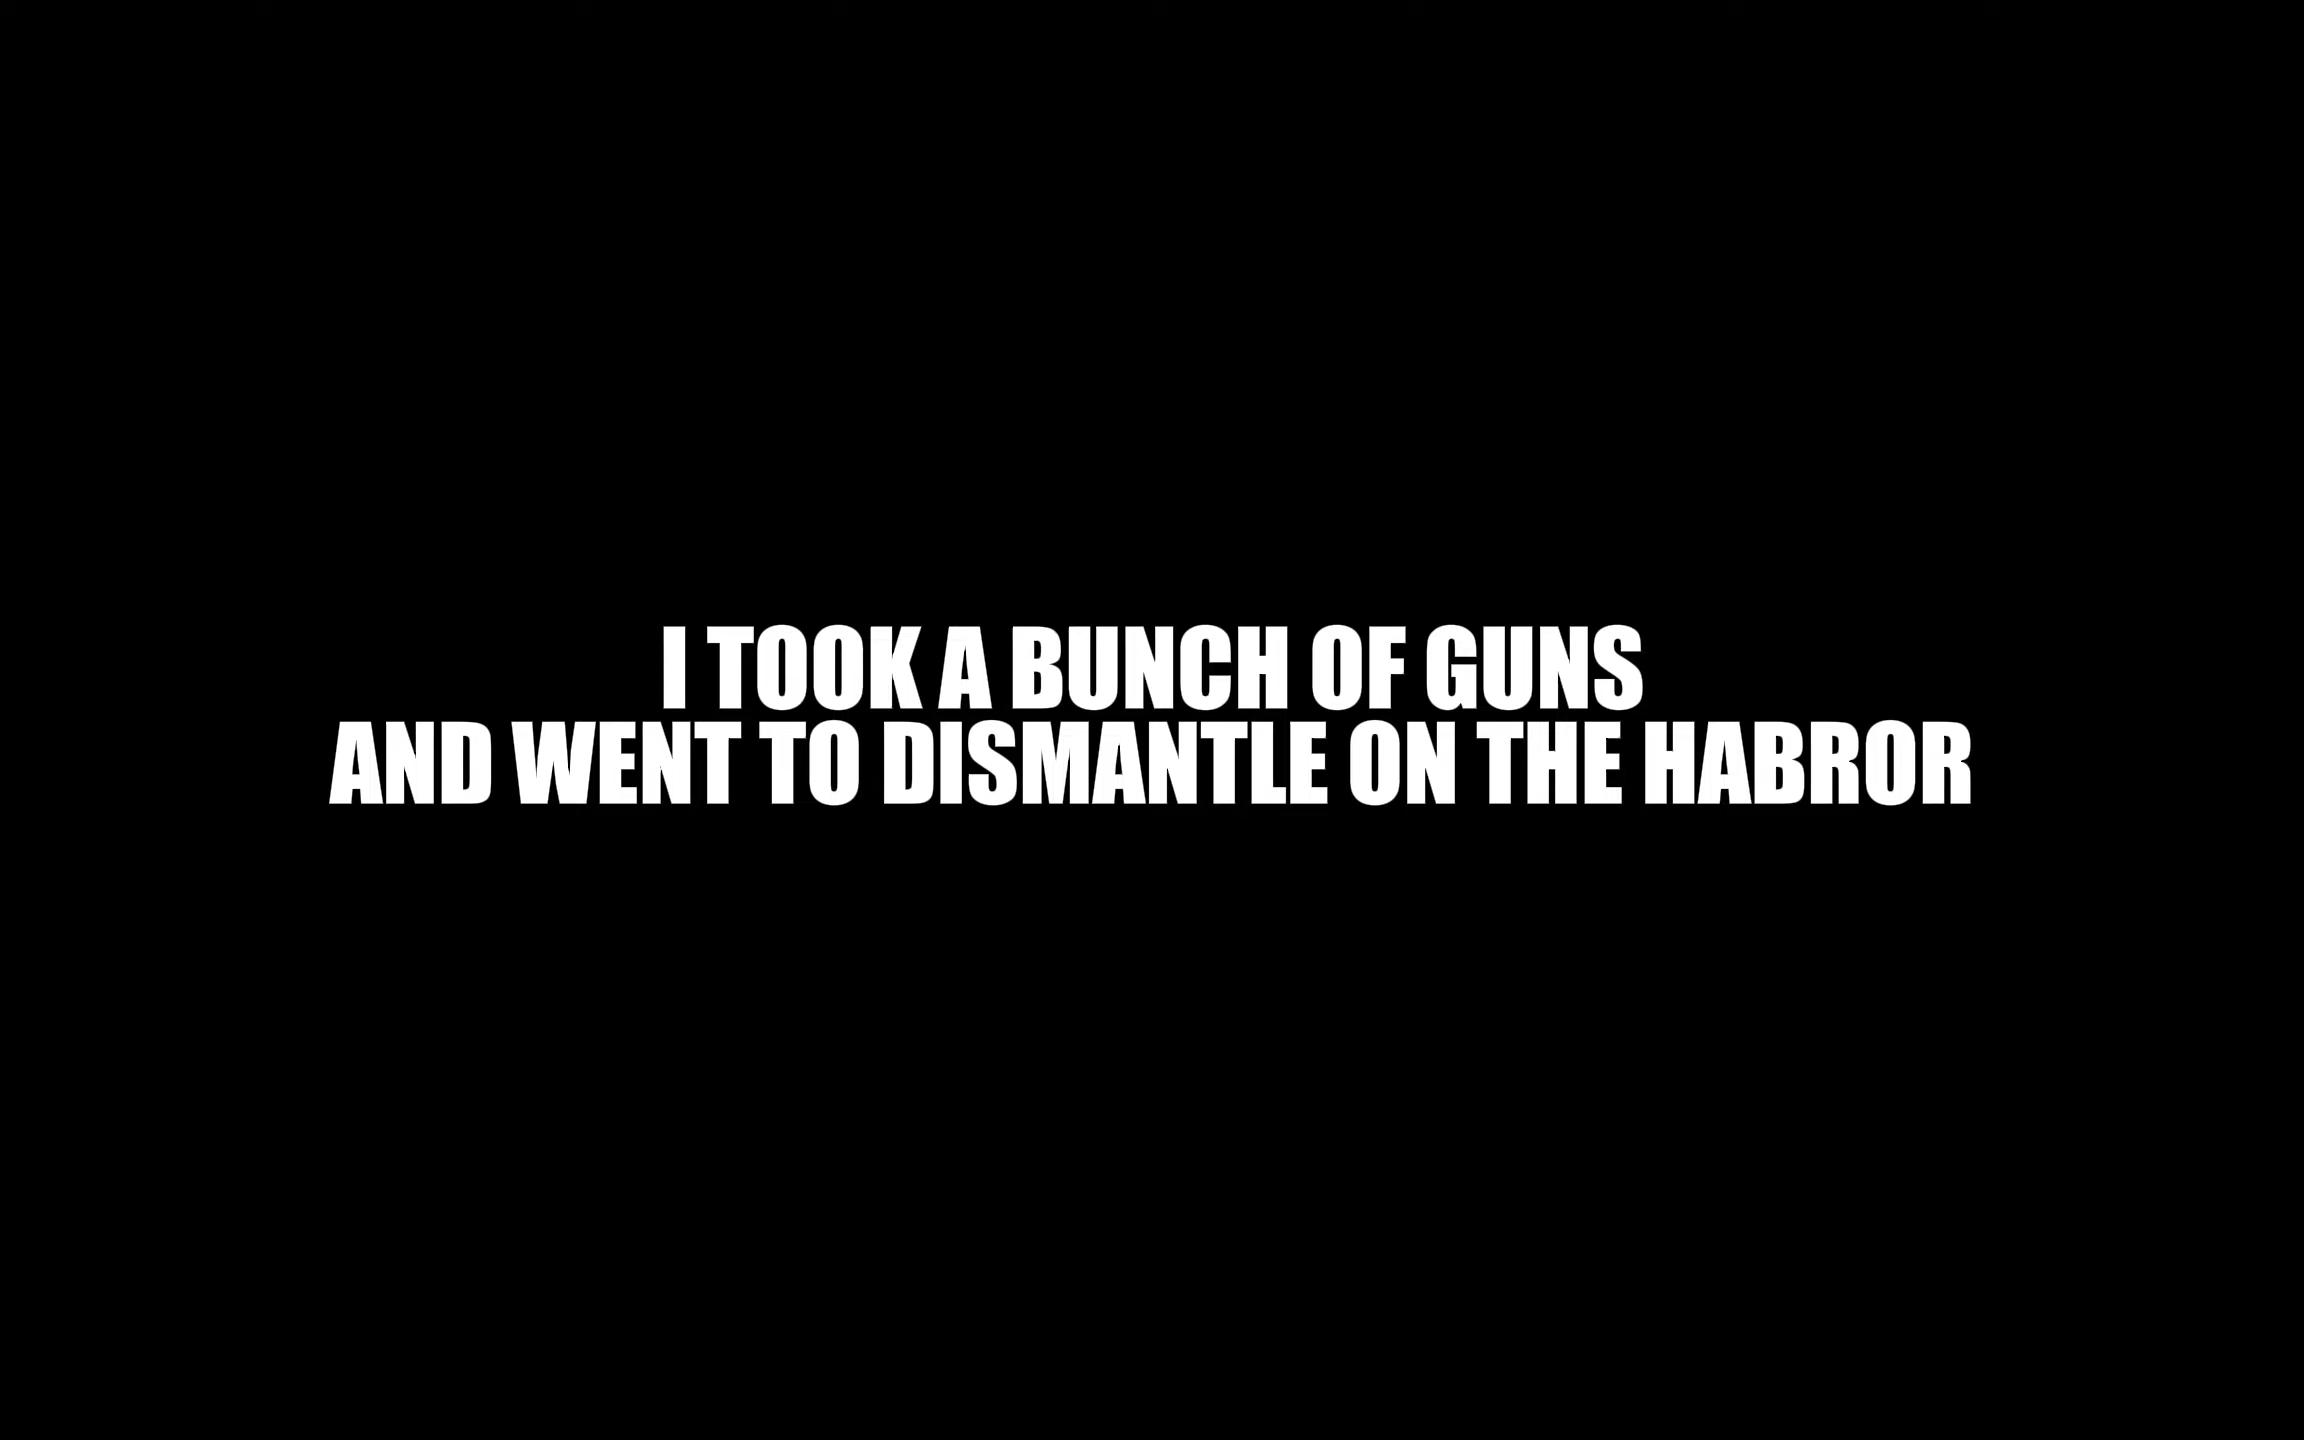 I TOOK A BUNCH OF GUNS
AND WENT TO DISMANTLE ON THE HABROR